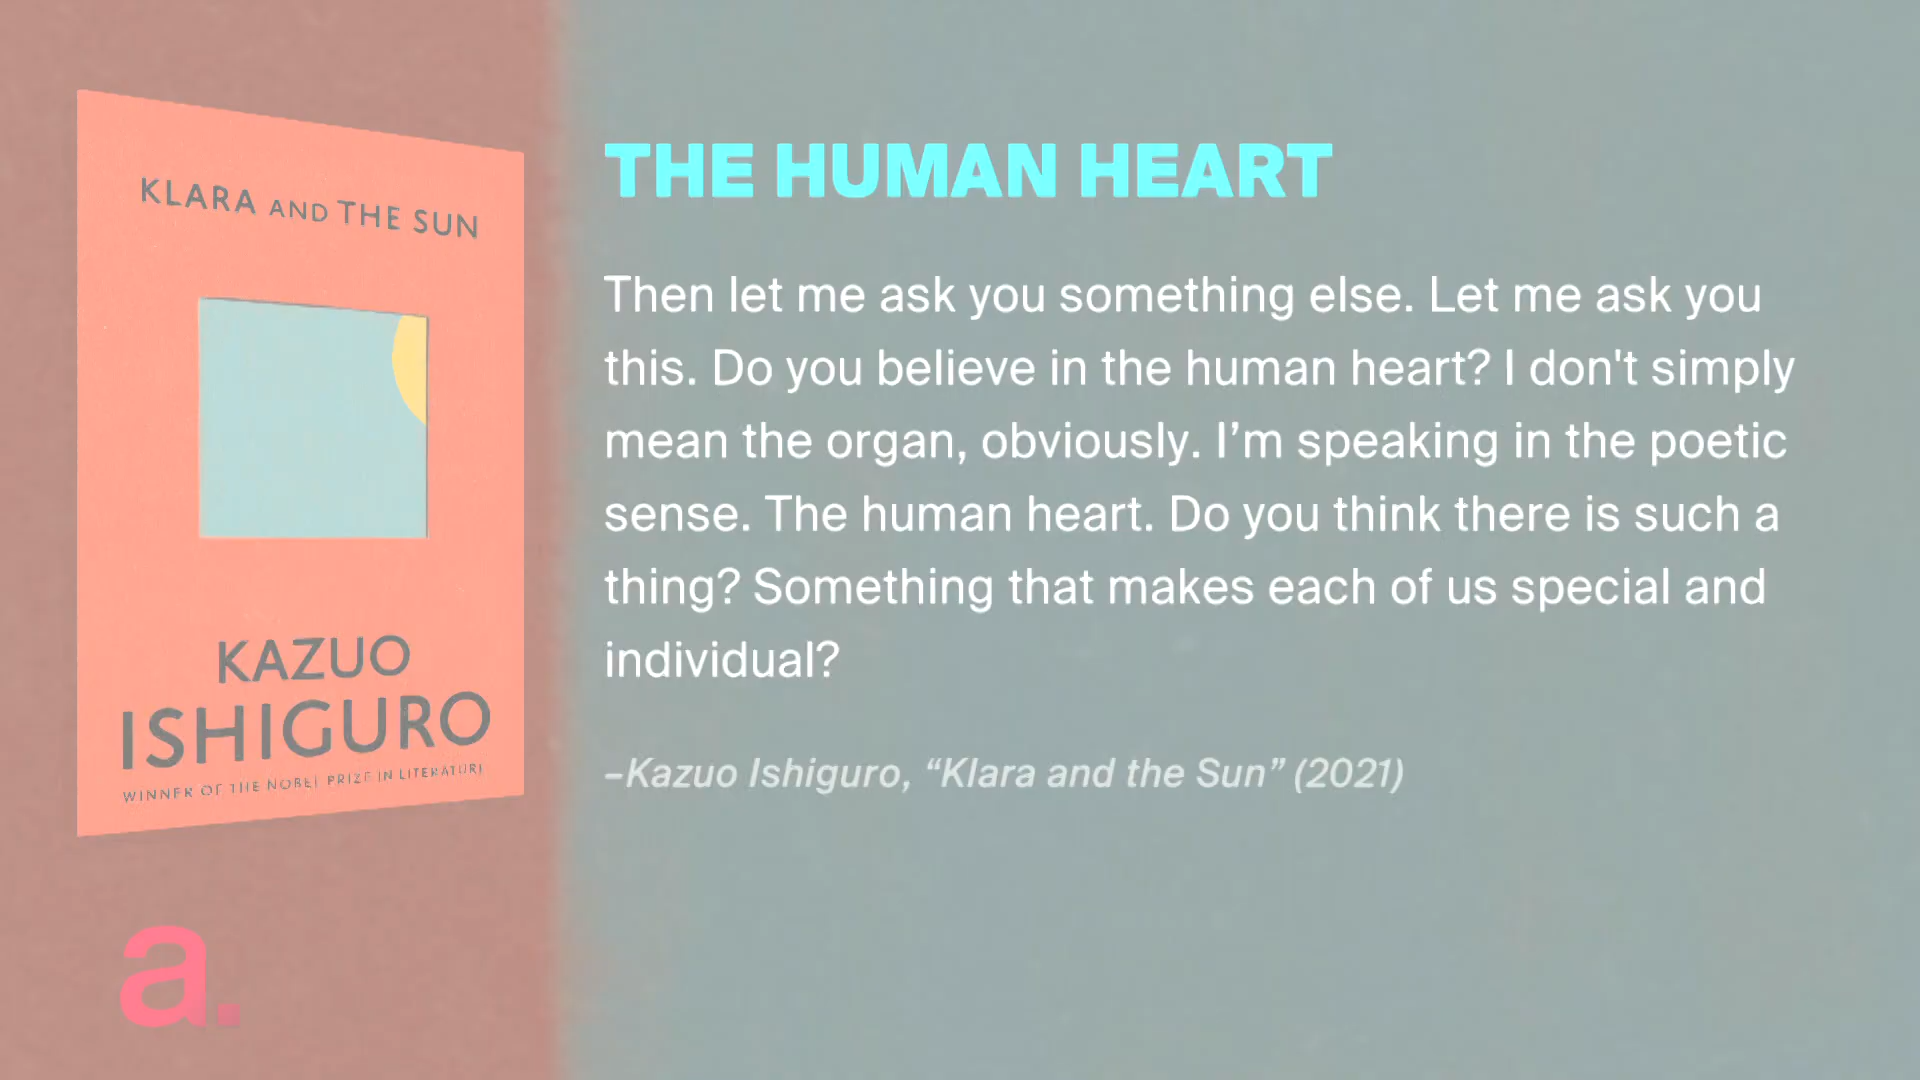 KLARA AND THE SUN
KAZUO
ISHIGURO
WINNER OF THE NOBEL PRIZE IN LITERATURE
a.
THE HUMAN HEART
Then let me ask you something else. Let me ask you
this. Do you believe in the human heart? I don't simply
mean the organ, obviously. I’m speaking in the poetic
sense. The human heart. Do you think there is such a
thing? Something that makes each of us special and
individual?
–Kazuo Ishiguro, “Klara and the Sun” (2021)